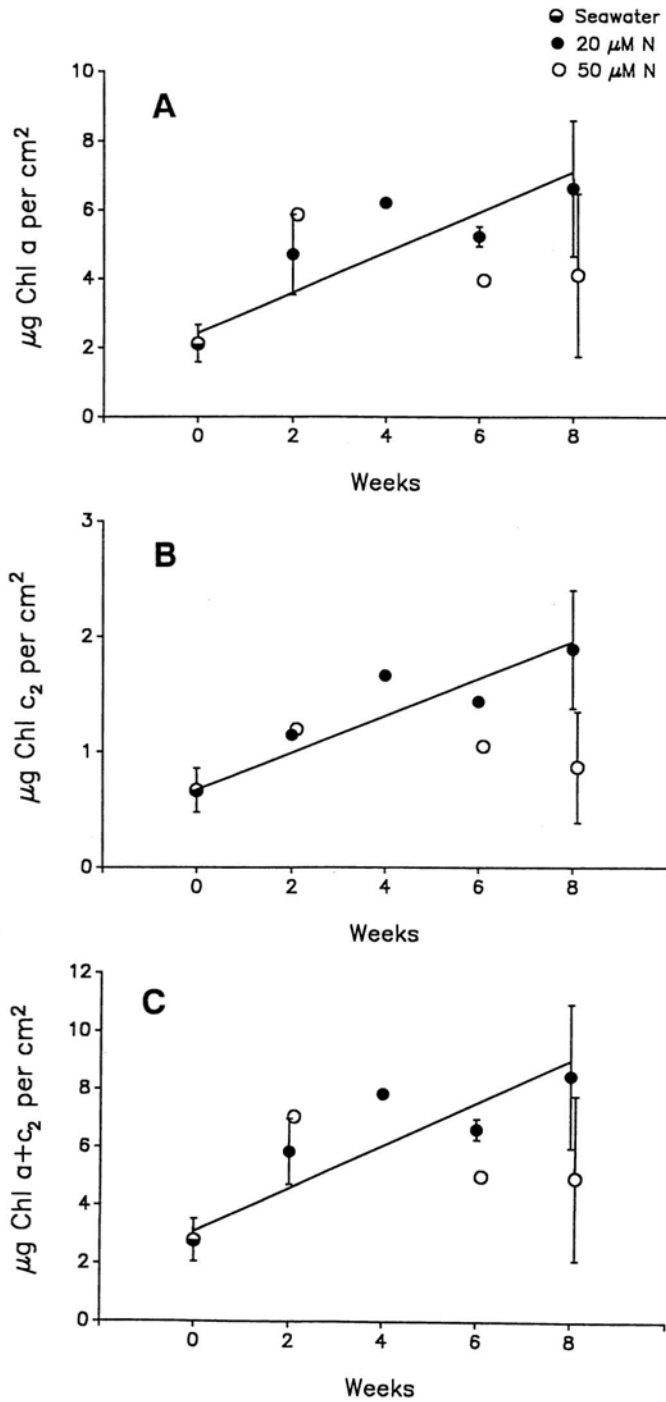 Seawater
20 μM N
50 μM N
A
μg Chl a per cm²
10
8
6
4
2
0
0 2 4 6 8
Weeks
B
μg Chl c₂ per cm²
3
2
1
0
0 2 4 6 8
Weeks
C
μg Chl a+c₂ per cm²
12
10
8
6
4
2
0
0 2 4 6 8
Weeks